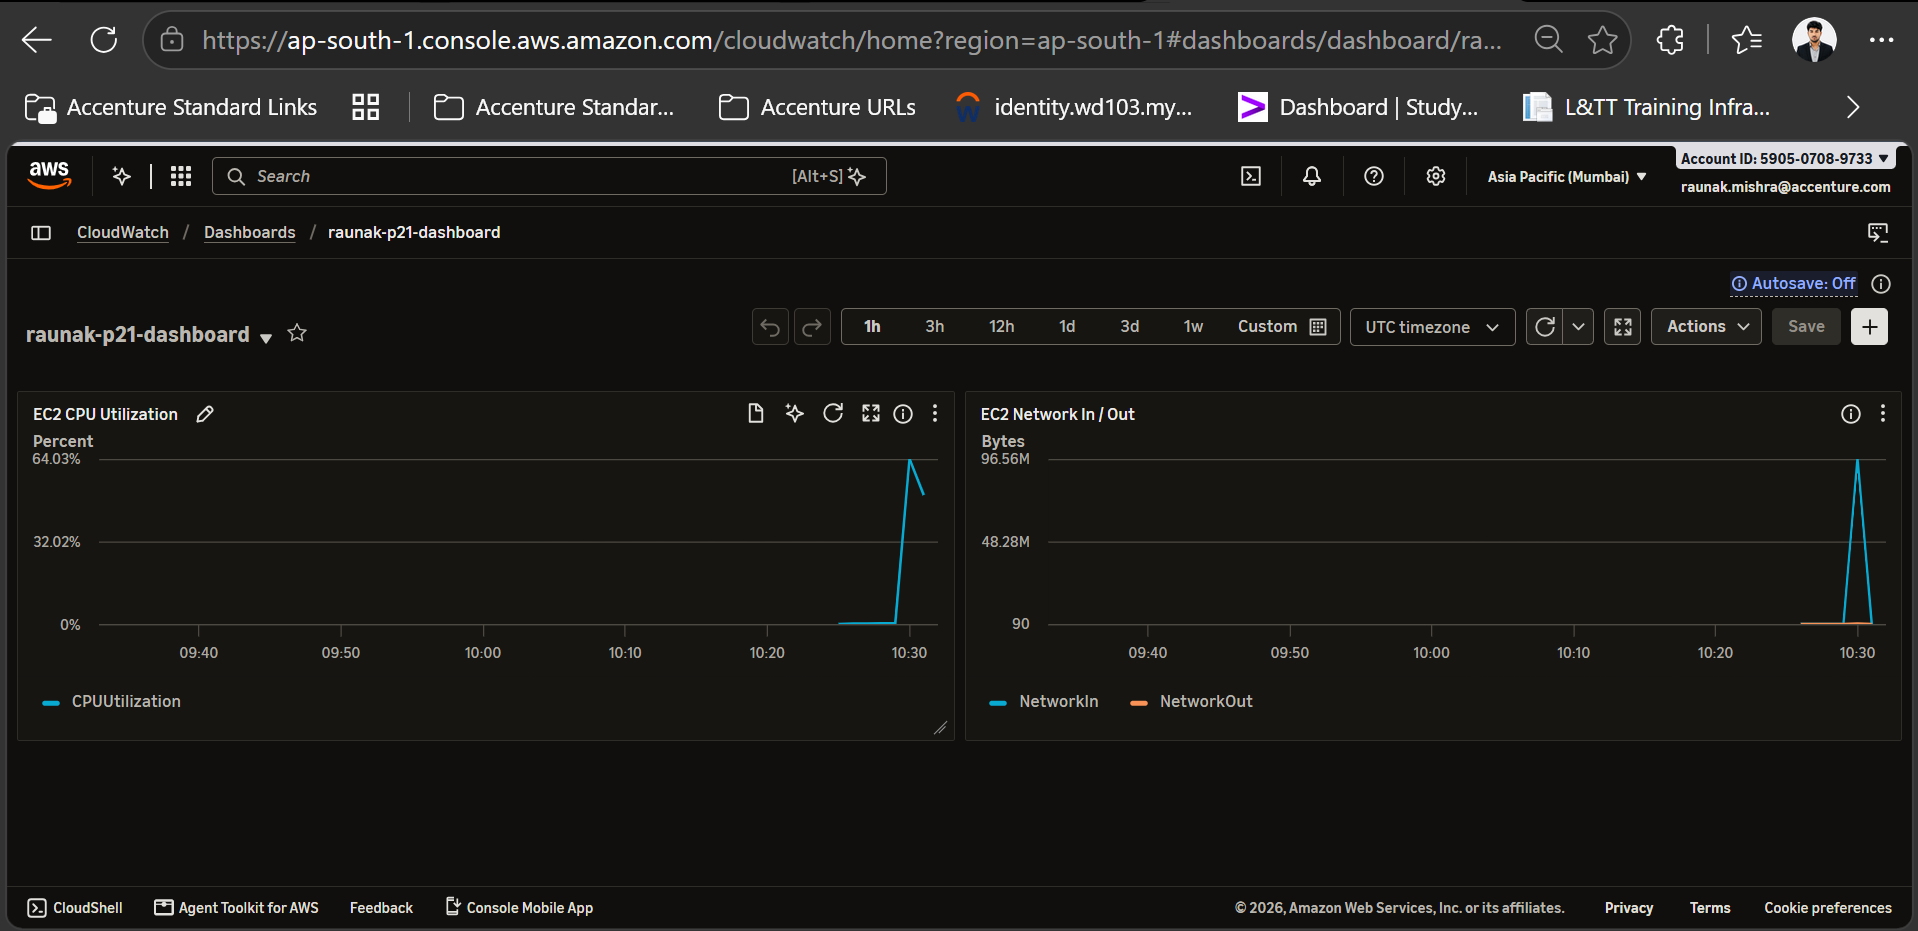 https://ap-south-1.console.aws.amazon.com/cloudwatch/home?region=ap-south-1#dashboards/dashboard/ra...
Accenture Standard Links
Accenture Standar...
Accenture URLs
identity.wd103.my...
Dashboard | Study...
L&TT Training Infra...
aws
Search
[Alt+S]
Asia Pacific (Mumbai)
Account ID: 5905-0708-9733
raunak.mishra@accenture.com
CloudWatch / Dashboards / raunak-p21-dashboard
Autosave: Off
raunak-p21-dashboard
1h 3h 12h 1d 3d 1w Custom
UTC timezone
Actions
Save
EC2 CPU Utilization
Percent
64.03%
32.02%
0%
09:40 09:50 10:00 10:10 10:20 10:30
CPUUtilization
EC2 Network In / Out
Bytes
96.56M
48.28M
90
09:40 09:50 10:00 10:10 10:20 10:30
NetworkIn NetworkOut
CloudShell Agent Toolkit for AWS Feedback Console Mobile App
© 2026, Amazon Web Services, Inc. or its affiliates. Privacy Terms Cookie preferences